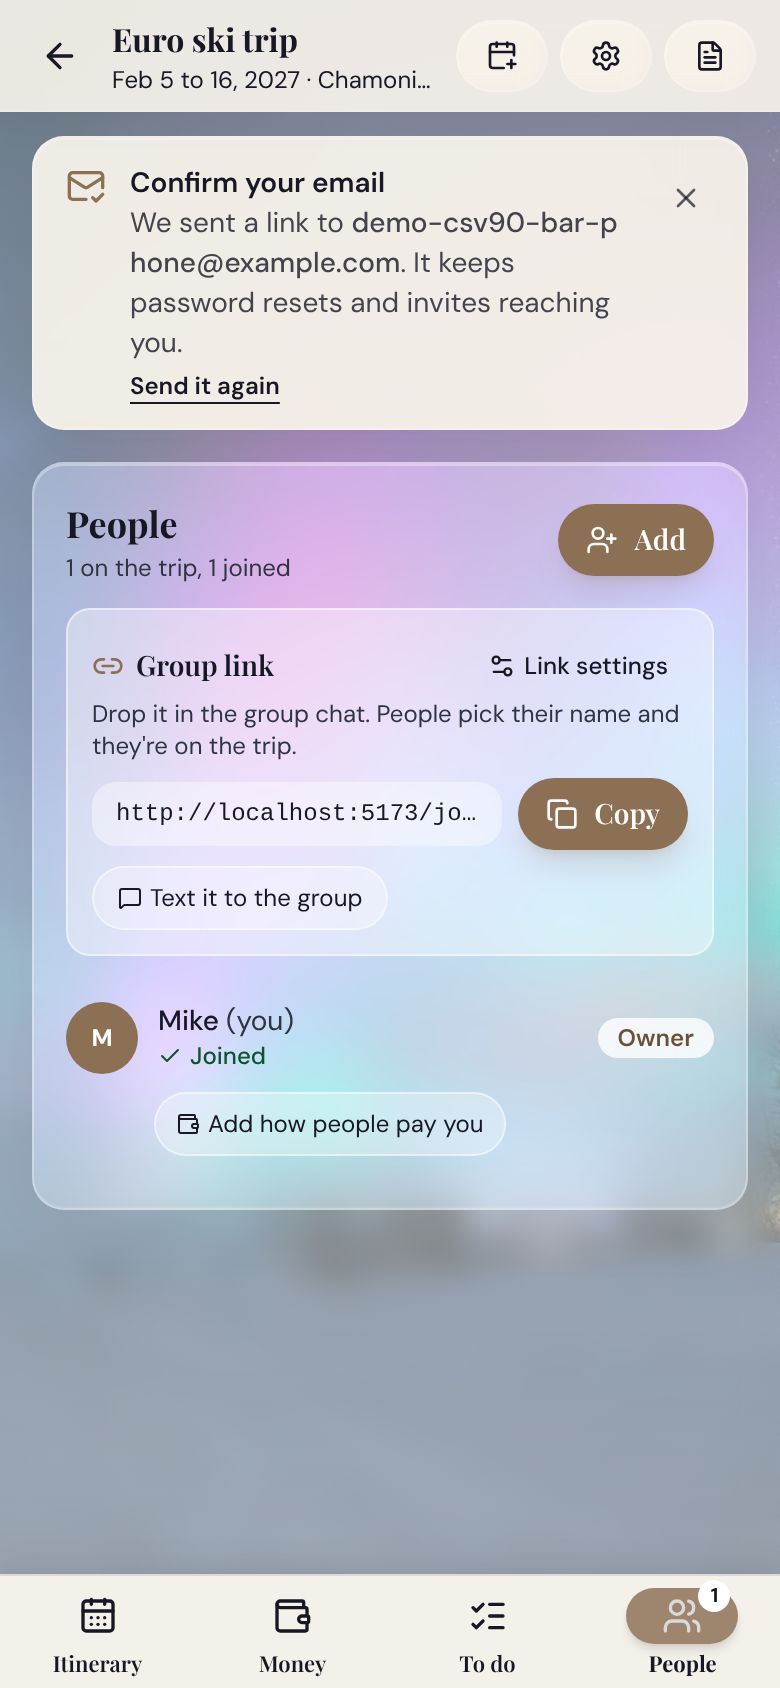 Euro ski trip
Feb 5 to 16, 2027 · Chamoni...
Confirm your email
We sent a link to demo-csv90-bar-p
hone@example.com. It keeps
password resets and invites reaching
you.
Send it again
People
1 on the trip, 1 joined
Add
Group link
Link settings
Drop it in the group chat. People pick their name and
they're on the trip.
http://localhost:5173/jo...
Copy
Text it to the group
M
Mike (you)
Joined
Owner
Add how people pay you
1
Itinerary
Money
To do
People